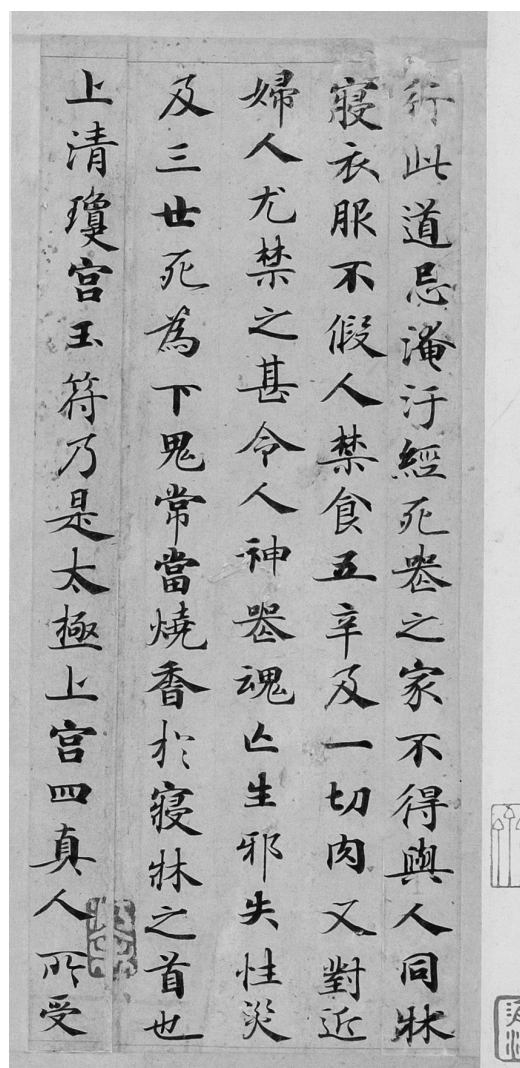 行此道忌淹汙經死器之家不得與人同牀
寢衣服不假人禁食五辛及一切肉又對近
婦人尤禁之甚令人神器魂亡生邪失性災
及三世死為下鬼常當燒香於寢牀之首也
上清瓊宮玉符乃是太極上宮四真人所受